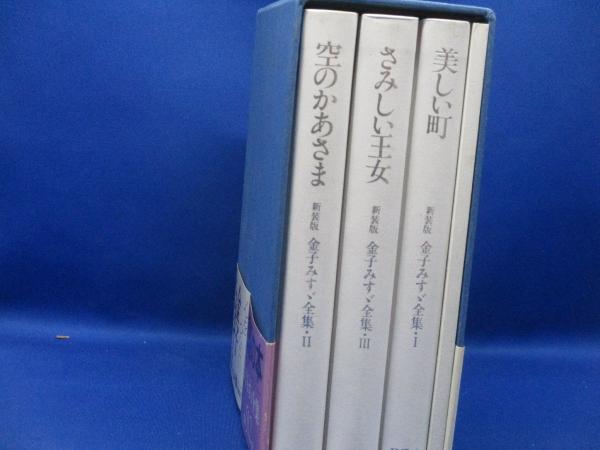 空のかあさま
新装版
金子みすゞ全集・II
さみしい王女
新装版
金子みすゞ全集・III
美しい町
新装版
金子みすゞ全集・I